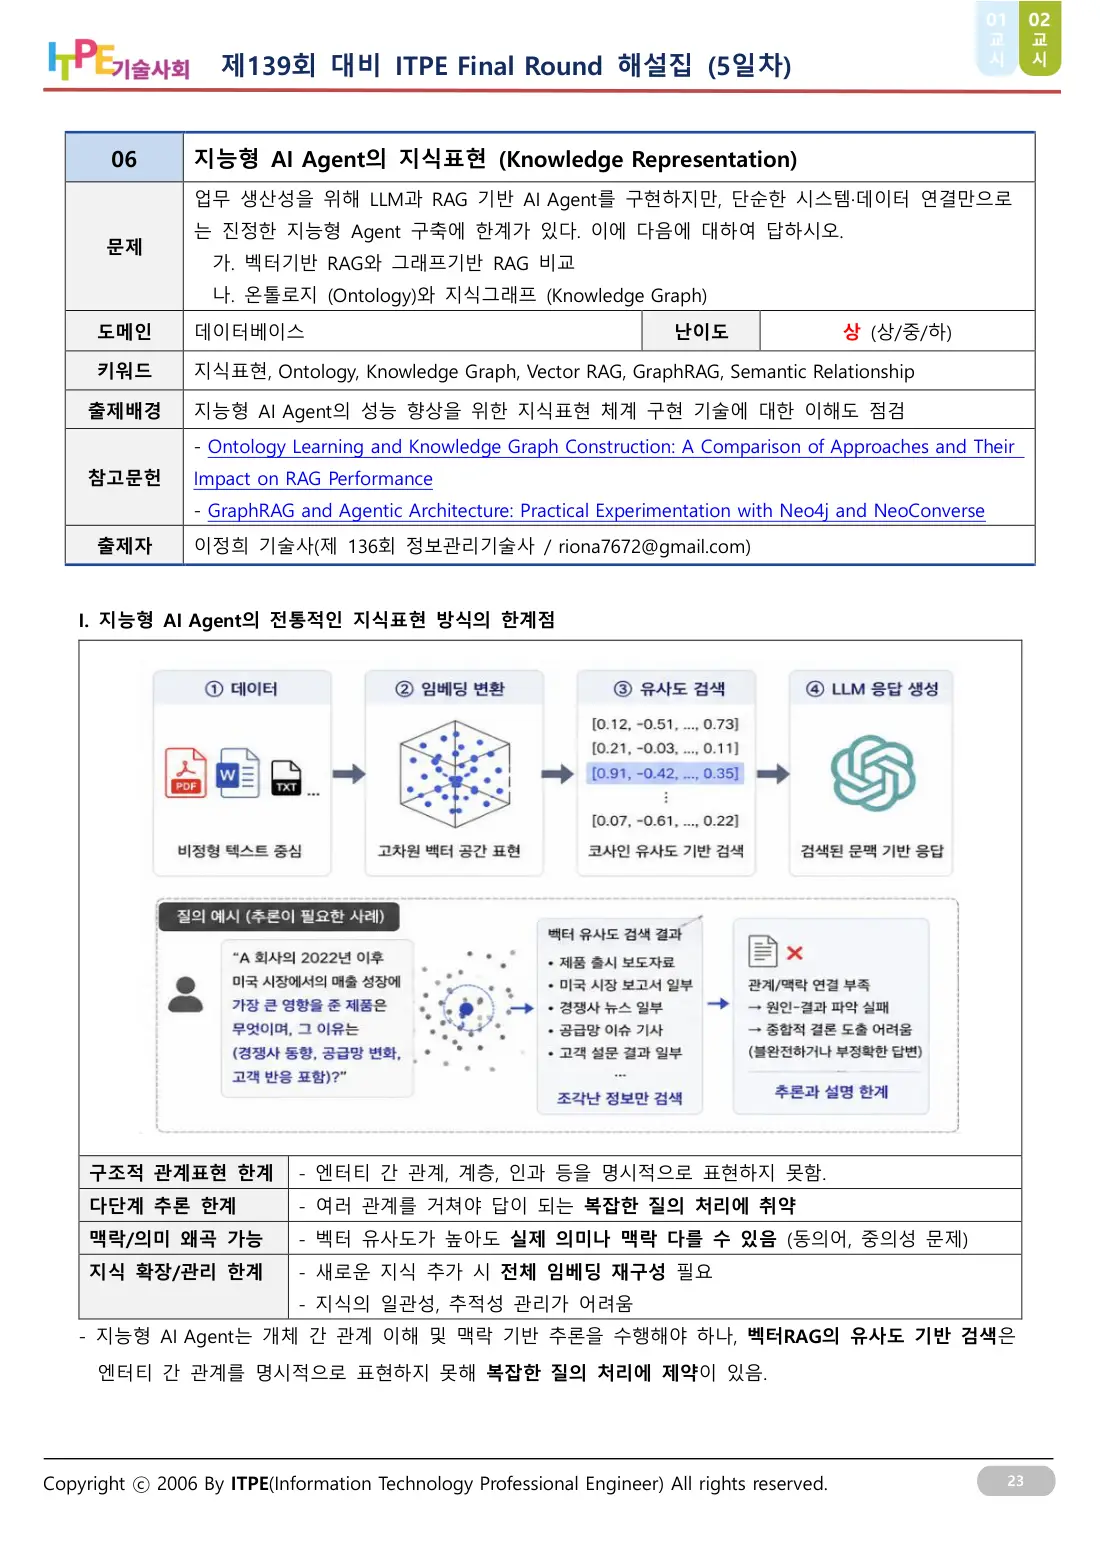 01
교
시
02
교
시
ITPE기술사회 제139회 대비 ITPE Final Round 해설집 (5일차)
06 지능형 AI Agent의 지식표현 (Knowledge Representation)
문제
업무 생산성을 위해 LLM과 RAG 기반 AI Agent를 구현하지만, 단순한 시스템·데이터 연결만으로
는 진정한 지능형 Agent 구축에 한계가 있다. 이에 다음에 대하여 답하시오.
가. 벡터기반 RAG와 그래프기반 RAG 비교
나. 온톨로지 (Ontology)와 지식그래프 (Knowledge Graph)
도메인 데이터베이스 난이도 상 (상/중/하)
키워드 지식표현, Ontology, Knowledge Graph, Vector RAG, GraphRAG, Semantic Relationship
출제배경 지능형 AI Agent의 성능 향상을 위한 지식표현 체계 구현 기술에 대한 이해도 점검
참고문헌
- Ontology Learning and Knowledge Graph Construction: A Comparison of Approaches and Their
Impact on RAG Performance
- GraphRAG and Agentic Architecture: Practical Experimentation with Neo4j and NeoConverse
출제자 이정희 기술사(제 136회 정보관리기술사 / riona7672@gmail.com)
I. 지능형 AI Agent의 전통적인 지식표현 방식의 한계점
① 데이터
PDF
W
TXT
...
비정형 텍스트 중심
② 임베딩 변환
고차원 벡터 공간 표현
③ 유사도 검색
[0.12, -0.51, ..., 0.73]
[0.21, -0.03, ..., 0.11]
[0.91, -0.42, ..., 0.35]
⋮
[0.07, -0.61, ..., 0.22]
코사인 유사도 기반 검색
④ LLM 응답 생성
검색된 문맥 기반 응답
질의 예시 (추론이 필요한 사례)
“A 회사의 2022년 이후
미국 시장에서의 매출 성장에
가장 큰 영향을 준 제품은
무엇이며, 그 이유는
(경쟁사 동향, 공급망 변화,
고객 반응 포함)?”
벡터 유사도 검색 결과
• 제품 출시 보도자료
• 미국 시장 보고서 일부
• 경쟁사 뉴스 일부
• 공급망 이슈 기사
• 고객 설문 결과 일부
...
조각난 정보만 검색
관계/맥락 연결 부족
→ 원인-결과 파악 실패
→ 종합적 결론 도출 어려움
(불완전하거나 부정확한 답변)
추론과 설명 한계
구조적 관계표현 한계 - 엔터티 간 관계, 계층, 인과 등을 명시적으로 표현하지 못함.
다단계 추론 한계 - 여러 관계를 거쳐야 답이 되는 복잡한 질의 처리에 취약
맥락/의미 왜곡 가능 - 벡터 유사도가 높아도 실제 의미나 맥락 다를 수 있음 (동의어, 중의성 문제)
지식 확장/관리 한계 - 새로운 지식 추가 시 전체 임베딩 재구성 필요
- 지식의 일관성, 추적성 관리가 어려움
- 지능형 AI Agent는 개체 간 관계 이해 및 맥락 기반 추론을 수행해야 하나, 벡터RAG의 유사도 기반 검색은
엔터티 간 관계를 명시적으로 표현하지 못해 복잡한 질의 처리에 제약이 있음.
Copyright ⓒ 2006 By ITPE(Information Technology Professional Engineer) All rights reserved.
23